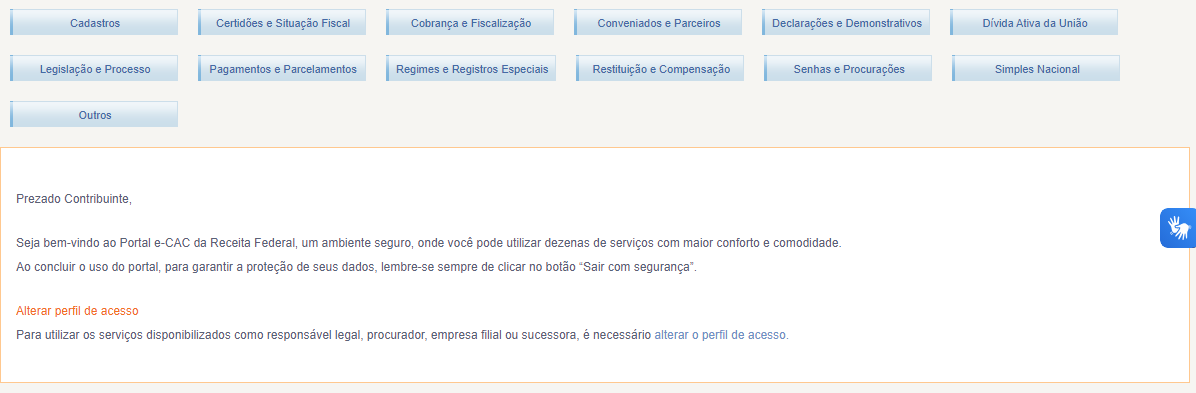 Cadastros
Certidões e Situação Fiscal
Cobrança e Fiscalização
Conveniados e Parceiros
Declarações e Demonstrativos
Dívida Ativa da União
Legislação e Processo
Pagamentos e Parcelamentos
Regimes e Registros Especiais
Restituição e Compensação
Senhas e Procurações
Simples Nacional
Outros
Prezado Contribuinte,
Seja bem-vindo ao Portal e-CAC da Receita Federal, um ambiente seguro, onde você pode utilizar dezenas de serviços com maior conforto e comodidade.
Ao concluir o uso do portal, para garantir a proteção de seus dados, lembre-se sempre de clicar no botão “Sair com segurança”.
Alterar perfil de acesso
Para utilizar os serviços disponibilizados como responsável legal, procurador, empresa filial ou sucessora, é necessário alterar o perfil de acesso.